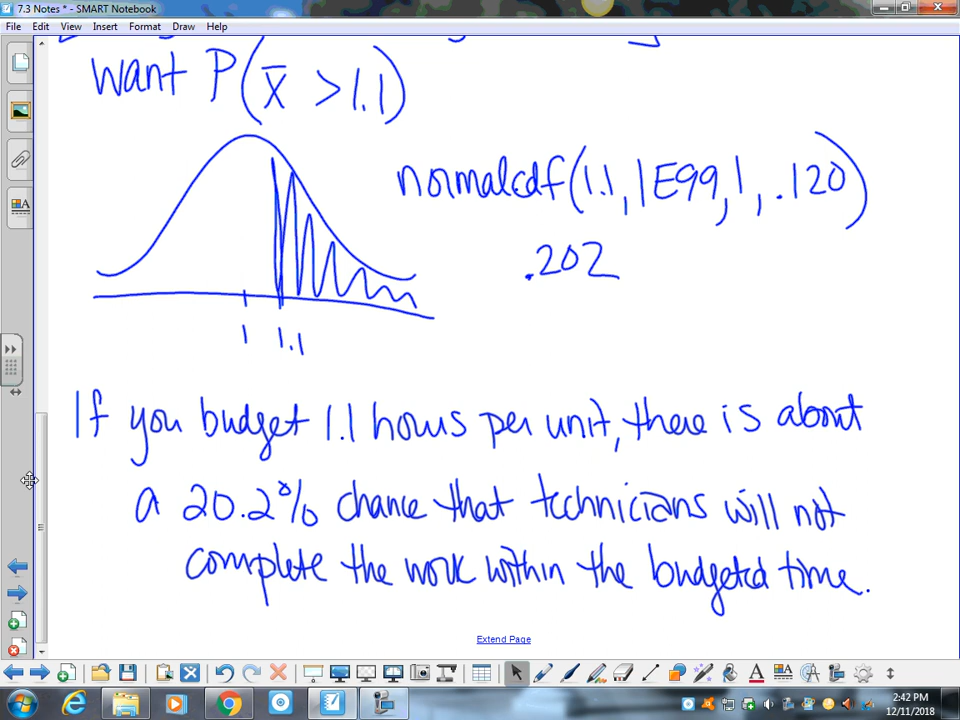 7.3 Notes * - SMART Notebook
File Edit View Insert Format Draw Help
want P(X̄ > 1.1)
normalcdf(1.1, 1E99, 1, .120)
.202
1 1.1
If you budget 1.1 hours per unit, there is about
a 20.2% chance that technicians will not
complete the work within the budgeted time.
Extend Page
2:42 PM
12/11/2018